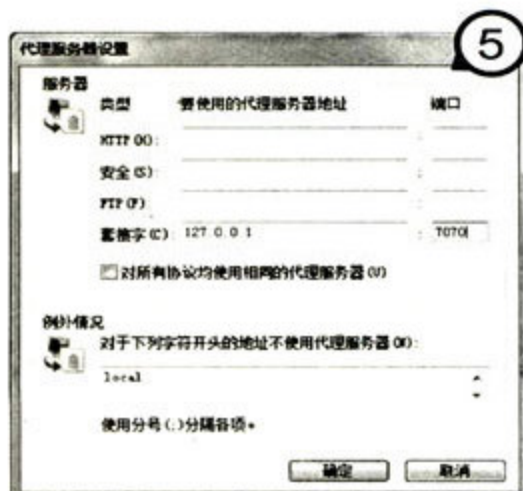 5
代理服务器设置
服务器
类型 要使用的代理服务器地址 端口
HTTP(H): :
安全(S): :
FTP(F) :
套接字(C): 127.0.0.1 : 7070
对所有协议均使用相同的代理服务器(U)
例外情况
对于下列字符开头的地址不使用代理服务器(N):
local
使用分号(;)分隔各项。
确定 取消